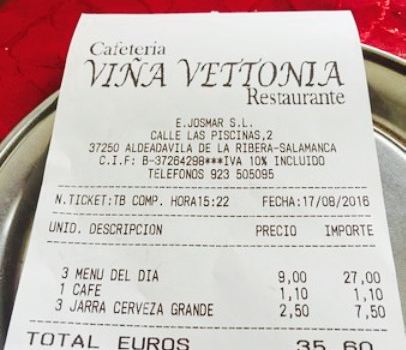 Cafeteria
VIÑA VETTONIA
Restaurante
E.JOSMAR S.L.
CALLE LAS PISCINAS,2
37250 ALDEADAVILA DE LA RIBERA-SALAMANCA
C.I.F: B-37264298***IVA 10% INCLUIDO
TELEFONOS 923 505095
N.TICKET:TB COMP. HORA15:22 FECHA:17/08/2016
UNID. DESCRIPCION PRECIO IMPORTE
3 MENU DEL DIA 9,00 27,00
1 CAFE 1,10 1,10
3 JARRA CERVEZA GRANDE 2,50 7,50
TOTAL EUROS 35,60